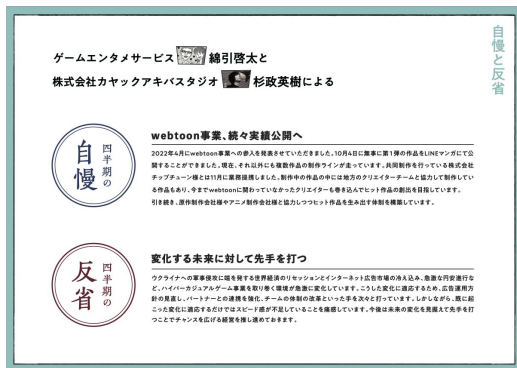 自慢と反省
ゲームエンタメサービス 綿引啓太と
株式会社カヤックアキバスタジオ 杉政英樹による
四半期の
自慢
webtoon事業、続々実績公開へ
2022年4月にwebtoon事業への参入を発表させていただきました。10月4日に無事に第1弾の作品をLINEマンガにて公
開することができました。現在、それ以外にも複数作品の制作ラインが走っています。共同制作を行っている株式会社
チップチューン様とは11月に業務提携しました。制作中の作品の中には地方のクリエイターチームと協力して制作してい
る作品もあり、今までwebtoonに関わっていなかったクリエイターも巻き込んでヒット作品の創出を目指しています。
引き続き、原作制作会社様やアニメ制作会社様と協力しつつヒット作品を生み出す体制を構築しています。
四半期の
反省
変化する未来に対して先手を打つ
ウクライナへの軍事侵攻に端を発する世界経済のリセッションとインターネット広告市場の冷え込み、急激な円安進行な
ど、ハイパーカジュアルゲーム事業を取り巻く環境が急激に変化しています。こうした変化に適応するため、広告運用方
針の見直し、パートナーとの連携を強化、チームの体制の改革といった手を次々と打っています。しかしながら、既に起
こった変化に適応するだけではスピード感が不足していることを痛感しています。今後は未来の変化を見据えて先手を打
つことでチャンスを広げる経営を推し進めておきます。